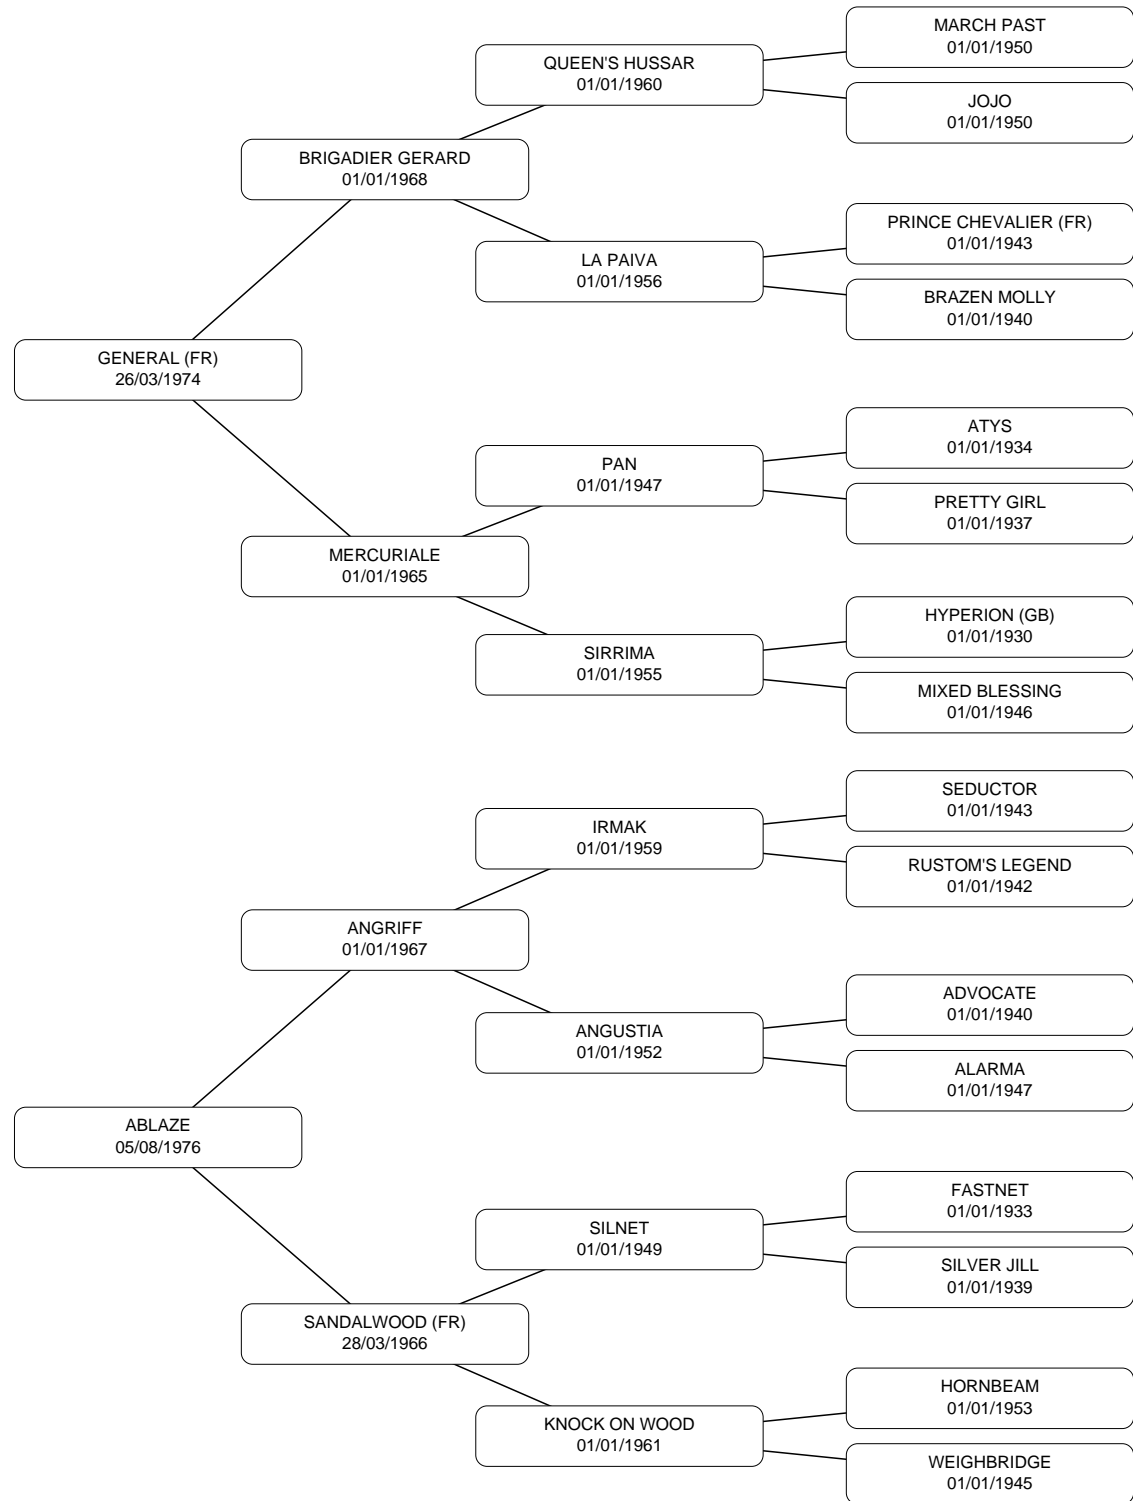 MARCH PAST
01/01/1950
QUEEN'S HUSSAR
01/01/1960
JOJO
01/01/1950
BRIGADIER GERARD
01/01/1968
PRINCE CHEVALIER (FR)
01/01/1943
LA PAIVA
01/01/1956
BRAZEN MOLLY
01/01/1940
GENERAL (FR)
26/03/1974
ATYS
01/01/1934
PAN
01/01/1947
PRETTY GIRL
01/01/1937
MERCURIALE
01/01/1965
HYPERION (GB)
01/01/1930
SIRRIMA
01/01/1955
MIXED BLESSING
01/01/1946
SEDUCTOR
01/01/1943
IRMAK
01/01/1959
RUSTOM'S LEGEND
01/01/1942
ANGRIFF
01/01/1967
ADVOCATE
01/01/1940
ANGUSTIA
01/01/1952
ALARMA
01/01/1947
ABLAZE
05/08/1976
FASTNET
01/01/1933
SILNET
01/01/1949
SILVER JILL
01/01/1939
SANDALWOOD (FR)
28/03/1966
HORNBEAM
01/01/1953
KNOCK ON WOOD
01/01/1961
WEIGHBRIDGE
01/01/1945